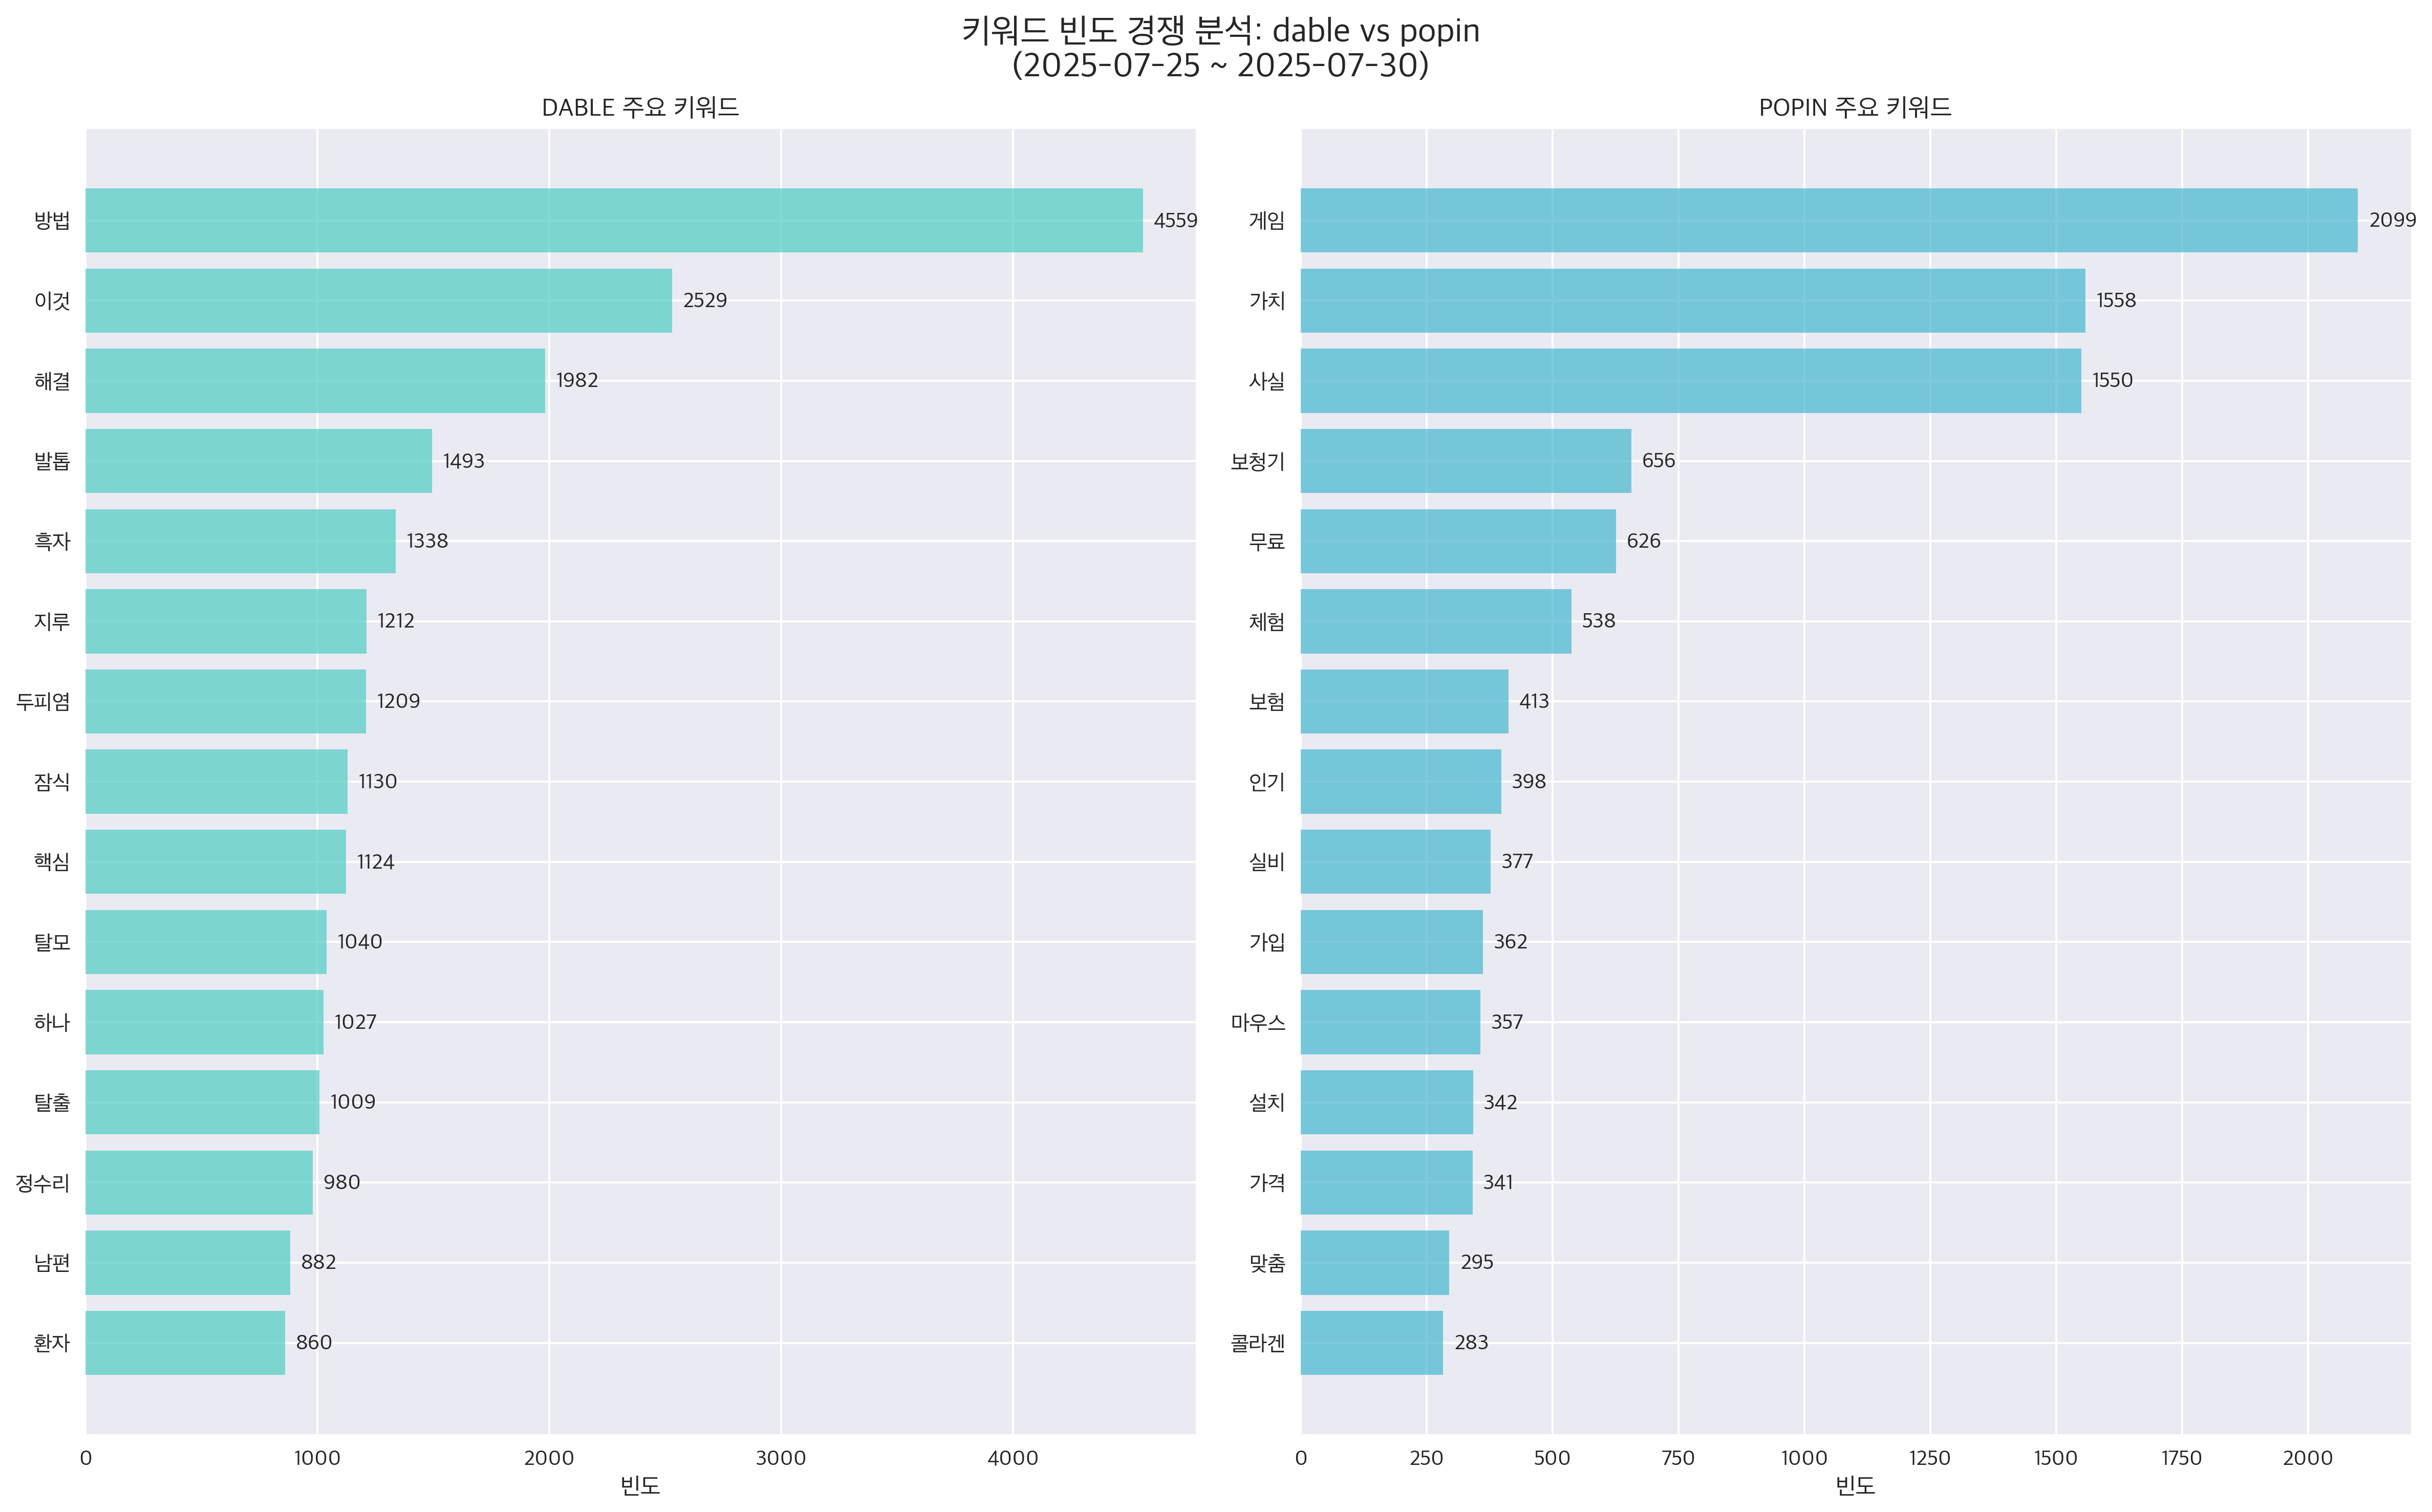 키워드 빈도 경쟁 분석: dable vs popin
(2025-07-25 ~ 2025-07-30)
DABLE 주요 키워드
방법 4559
이것 2529
해결 1982
발톱 1493
흑자 1338
지루 1212
두피염 1209
잠식 1130
핵심 1124
탈모 1040
하나 1027
탈출 1009
정수리 980
남편 882
환자 860
0 1000 2000 3000 4000
빈도
POPIN 주요 키워드
게임 2099
가치 1558
사실 1550
보청기 656
무료 626
체험 538
보험 413
인기 398
실비 377
가입 362
마우스 357
설치 342
가격 341
맞춤 295
콜라겐 283
0 250 500 750 1000 1250 1500 1750 2000
빈도